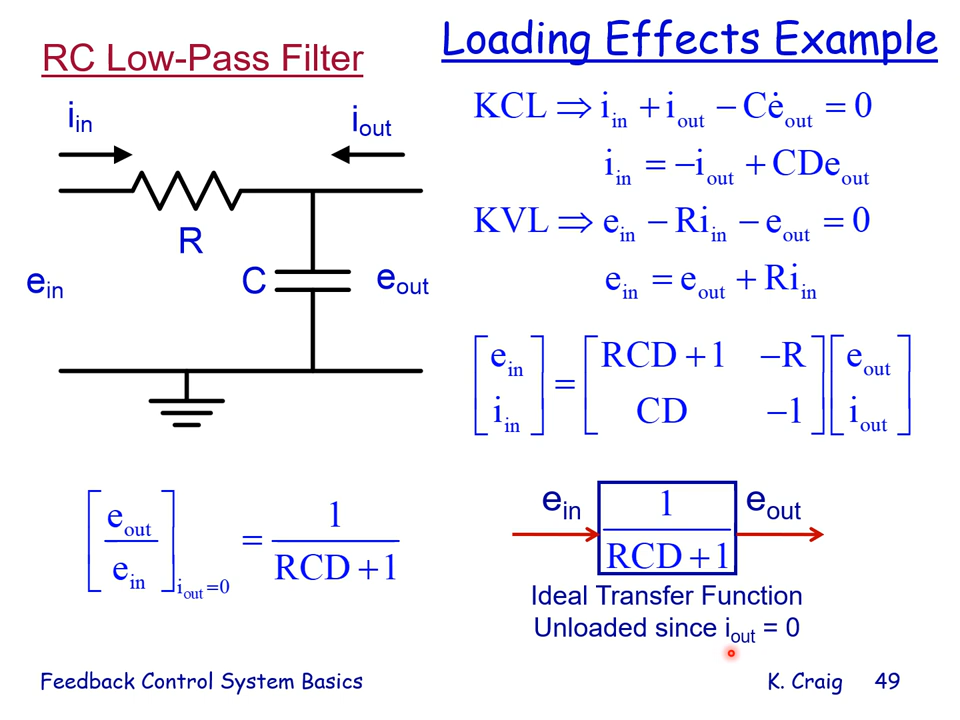 RC Low-Pass Filter
Loading Effects Example
i_in
i_out
R
e_in
C
e_out
KCL ⇒ i_in + i_out − Cė_out = 0
i_in = −i_out + CDe_out
KVL ⇒ e_in − Ri_in − e_out = 0
e_in = e_out + Ri_in
[e_in] = [RCD + 1 −R] [e_out]
[i_in] [CD −1] [i_out]
[e_out / e_in]_{i_out = 0} = 1 / (RCD + 1)
e_in
1
RCD + 1
e_out
Ideal Transfer Function
Unloaded since i_out = 0
Feedback Control System Basics
K. Craig 49